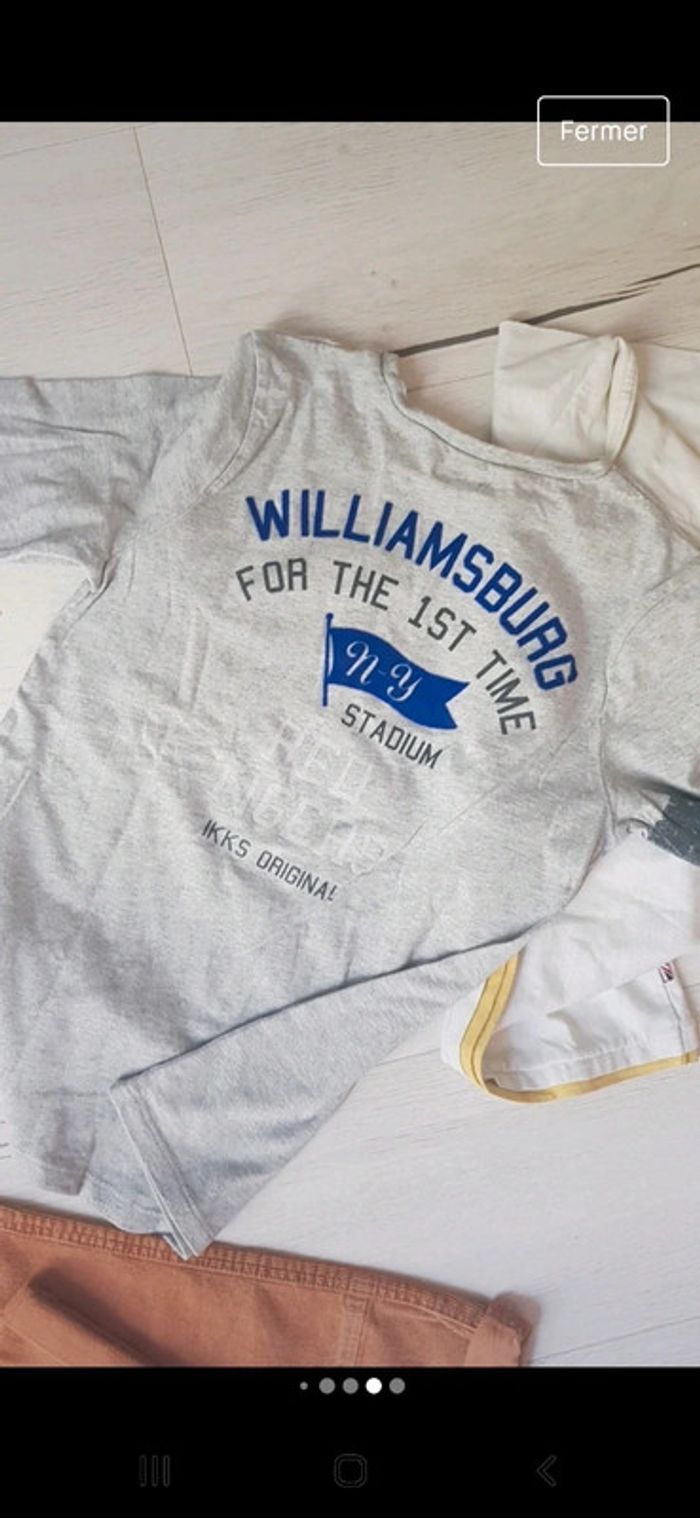 Fermer
WILLIAMSBURG
FOR THE 1ST TIME
N-Y
STADIUM
IKKS ORIGINAL